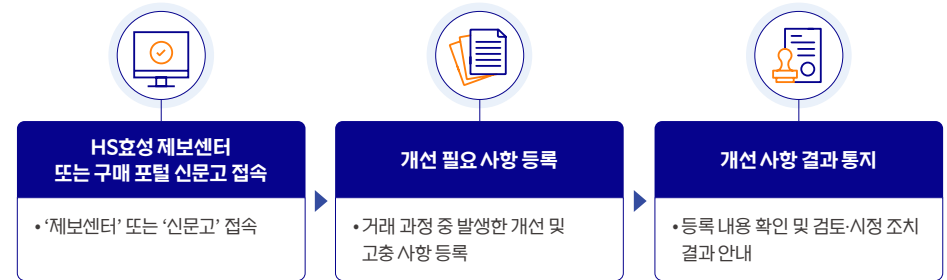 HS효성 제보센터
또는 구매 포털 신문고 접속
• ‘제보센터’ 또는 ‘신문고’ 접속
개선 필요 사항 등록
• 거래 과정 중 발생한 개선 및
고충 사항 등록
개선 사항 결과 통지
• 등록 내용 확인 및 검토·시정 조치
결과 안내